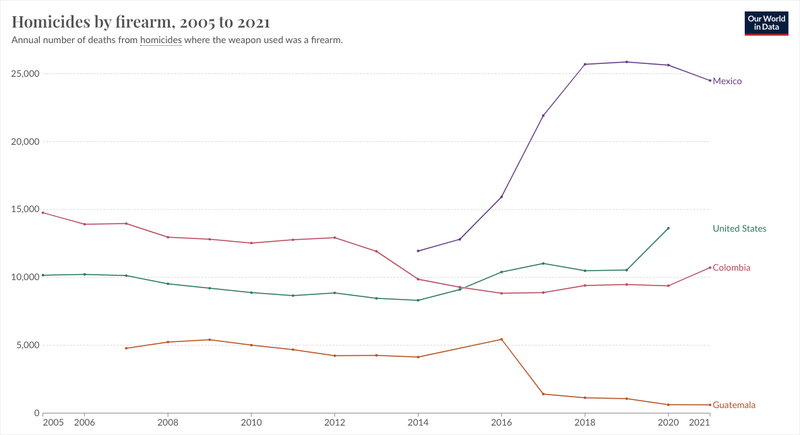 Homicides by firearm, 2005 to 2021
Our World
in Data
Annual number of deaths from homicides where the weapon used was a firearm.
25,000
20,000
15,000
10,000
5,000
0
Mexico
United States
Colombia
Guatemala
2005 2006 2008 2010 2012 2014 2016 2018 2020 2021